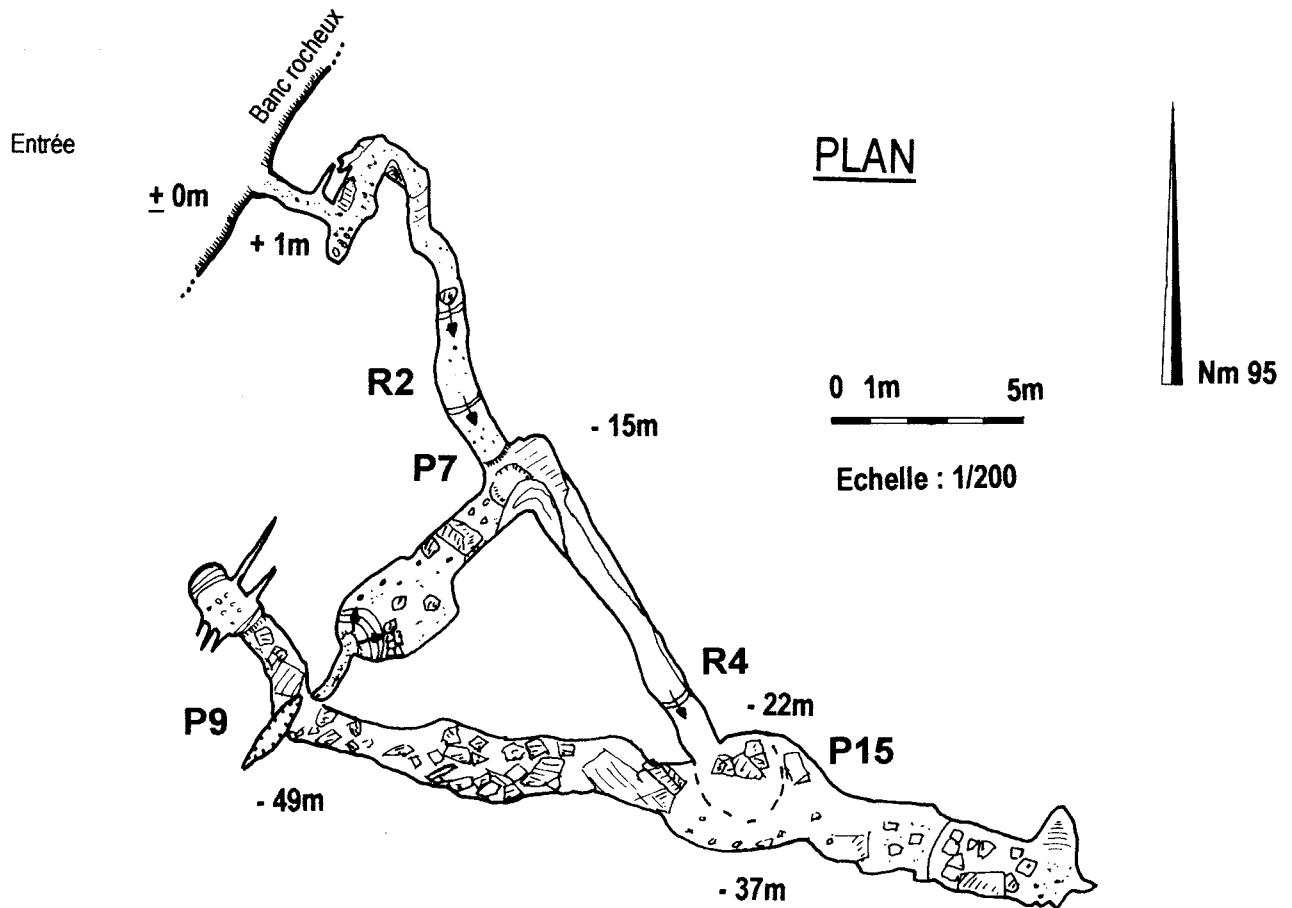 Banc rocheux
Entrée
PLAN
± 0m
+ 1m
R2
Nm 95
0 1m 5m
- 15m
P7
Echelle : 1/200
R4
- 22m
P9
P15
- 49m
- 37m